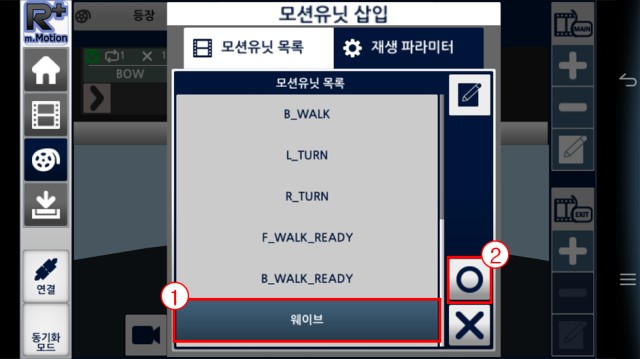 R+
m.Motion
등장
모션유닛 삽입
모션유닛 목록
재생 파라미터
MAIN
1
1
BOW
모션유닛 목록
B_WALK
L_TURN
R_TURN
F_WALK_READY
B_WALK_READY
웨이브
1
2
EXIT
연결
동기화
모드